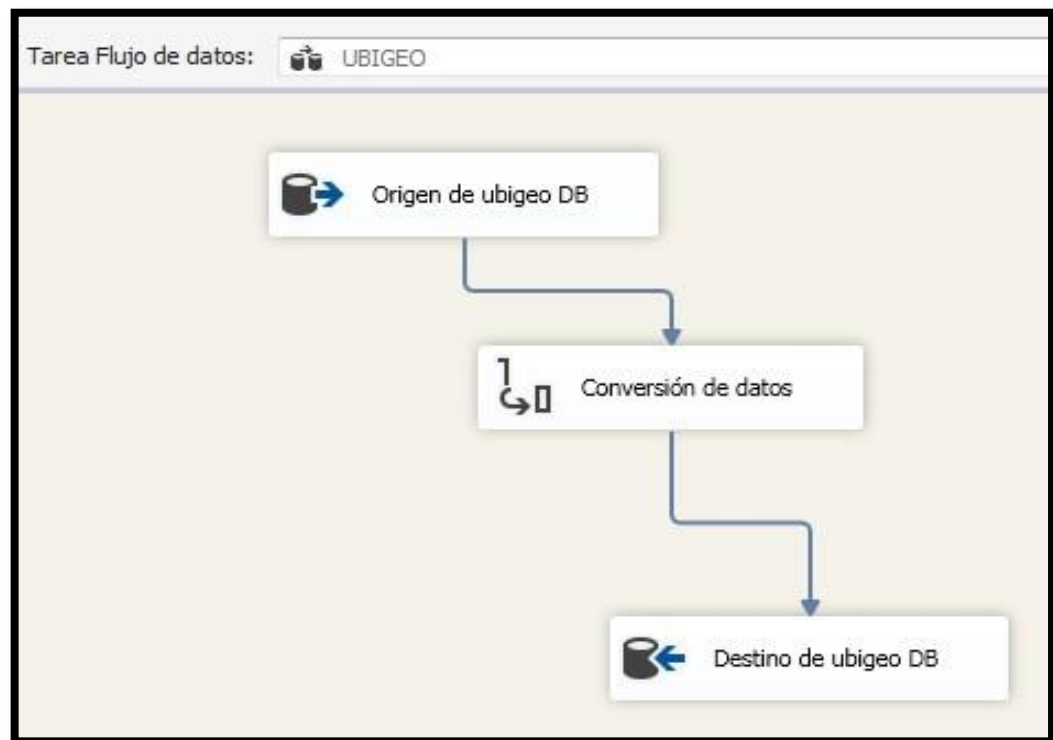 Tarea Flujo de datos: UBIGEO
Origen de ubigeo DB
Conversión de datos
Destino de ubigeo DB